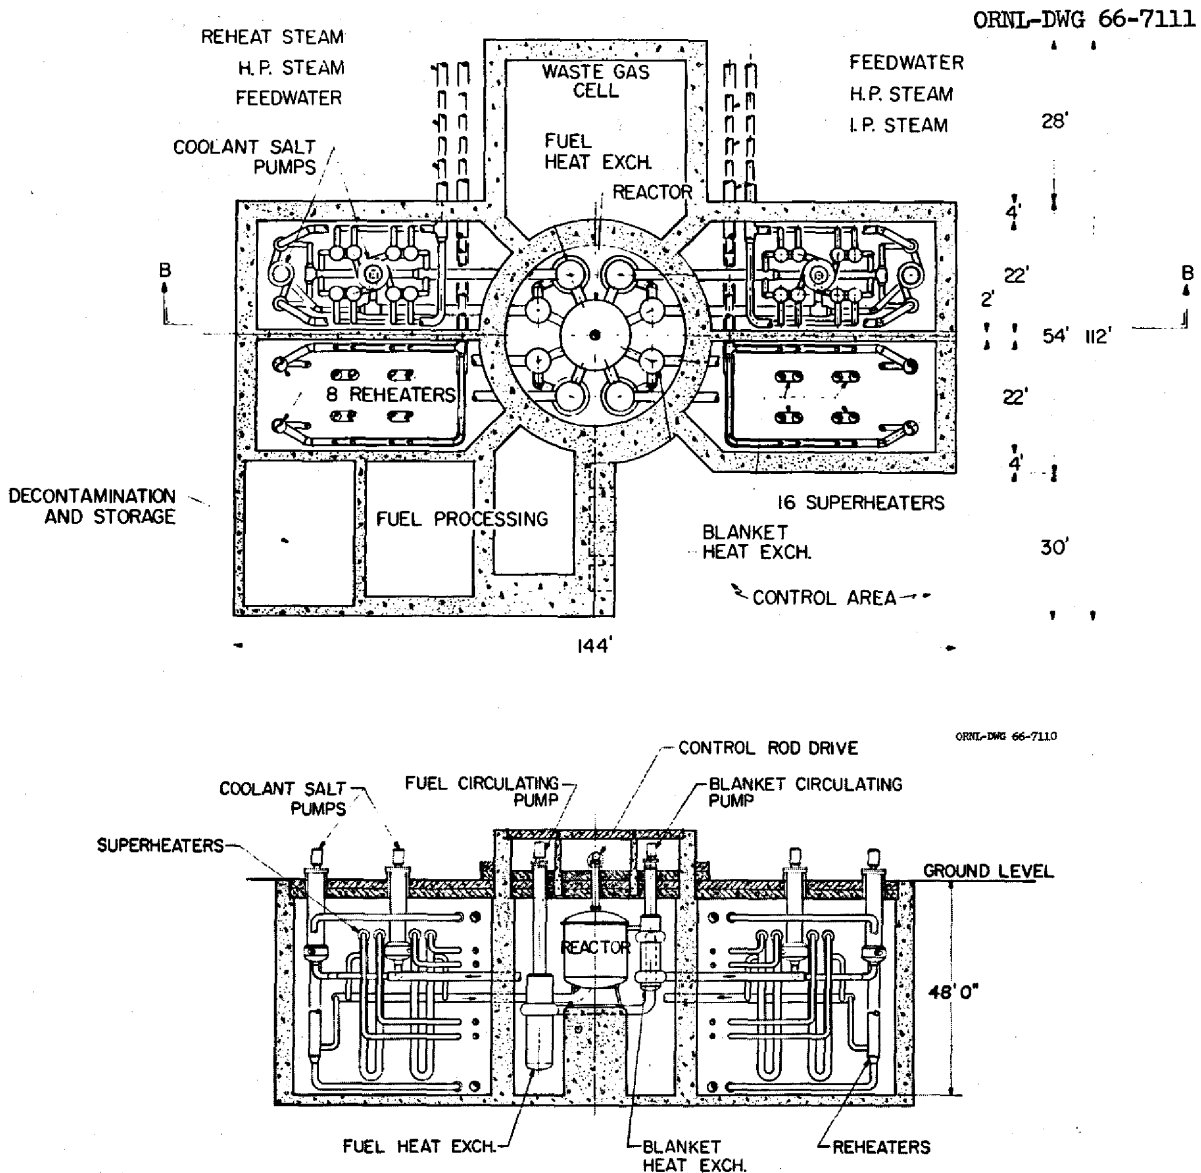 ORNL-DWG 66-7111
REHEAT STEAM
H.P. STEAM
FEEDWATER
WASTE GAS
CELL
FEEDWATER
H.P. STEAM
I.P. STEAM
28'
COOLANT SALT
PUMPS
FUEL
HEAT EXCH.
REACTOR
4'
B
22'
B
2'
54'
112'
8 REHEATERS
22'
4'
DECONTAMINATION
AND STORAGE
FUEL PROCESSING
16 SUPERHEATERS
BLANKET
HEAT EXCH.
30'
CONTROL AREA
144'
ORNL-DWG 66-7110
CONTROL ROD DRIVE
COOLANT SALT
PUMPS
FUEL CIRCULATING
PUMP
BLANKET CIRCULATING
PUMP
SUPERHEATERS
GROUND LEVEL
REACTOR
48'0"
FUEL HEAT EXCH.
BLANKET
HEAT EXCH.
REHEATERS